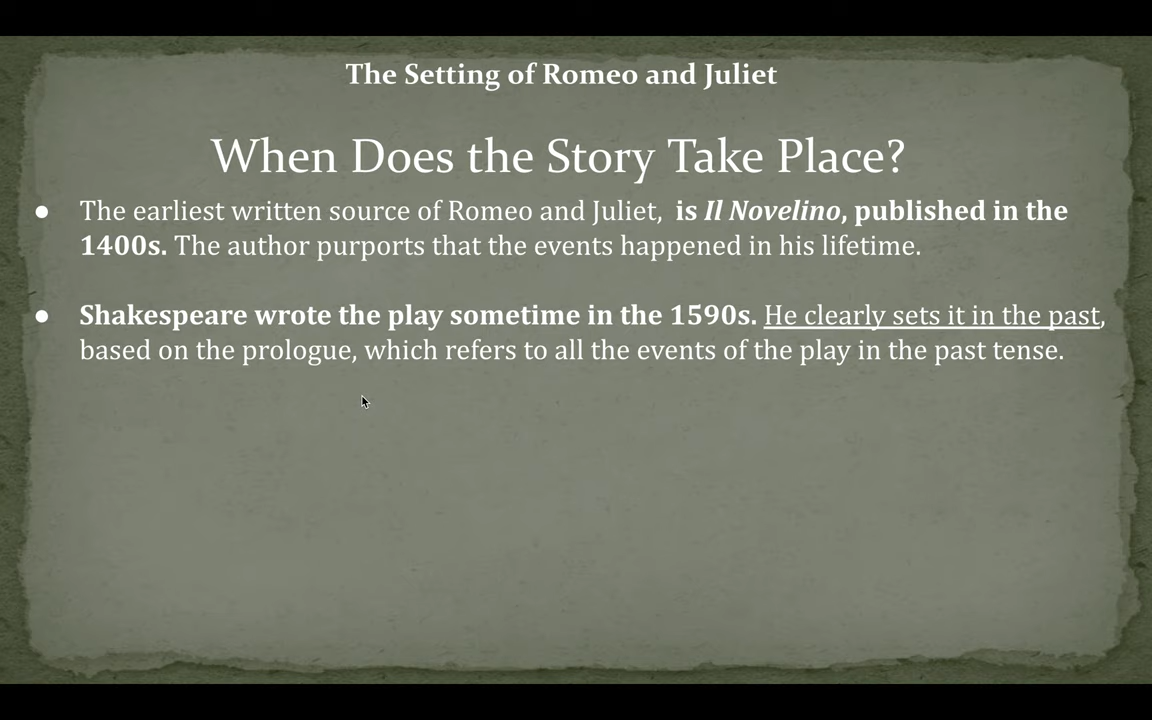 The Setting of Romeo and Juliet
When Does the Story Take Place?
● The earliest written source of Romeo and Juliet, is Il Novelino, published in the
1400s. The author purports that the events happened in his lifetime.
● Shakespeare wrote the play sometime in the 1590s. He clearly sets it in the past,
based on the prologue, which refers to all the events of the play in the past tense.